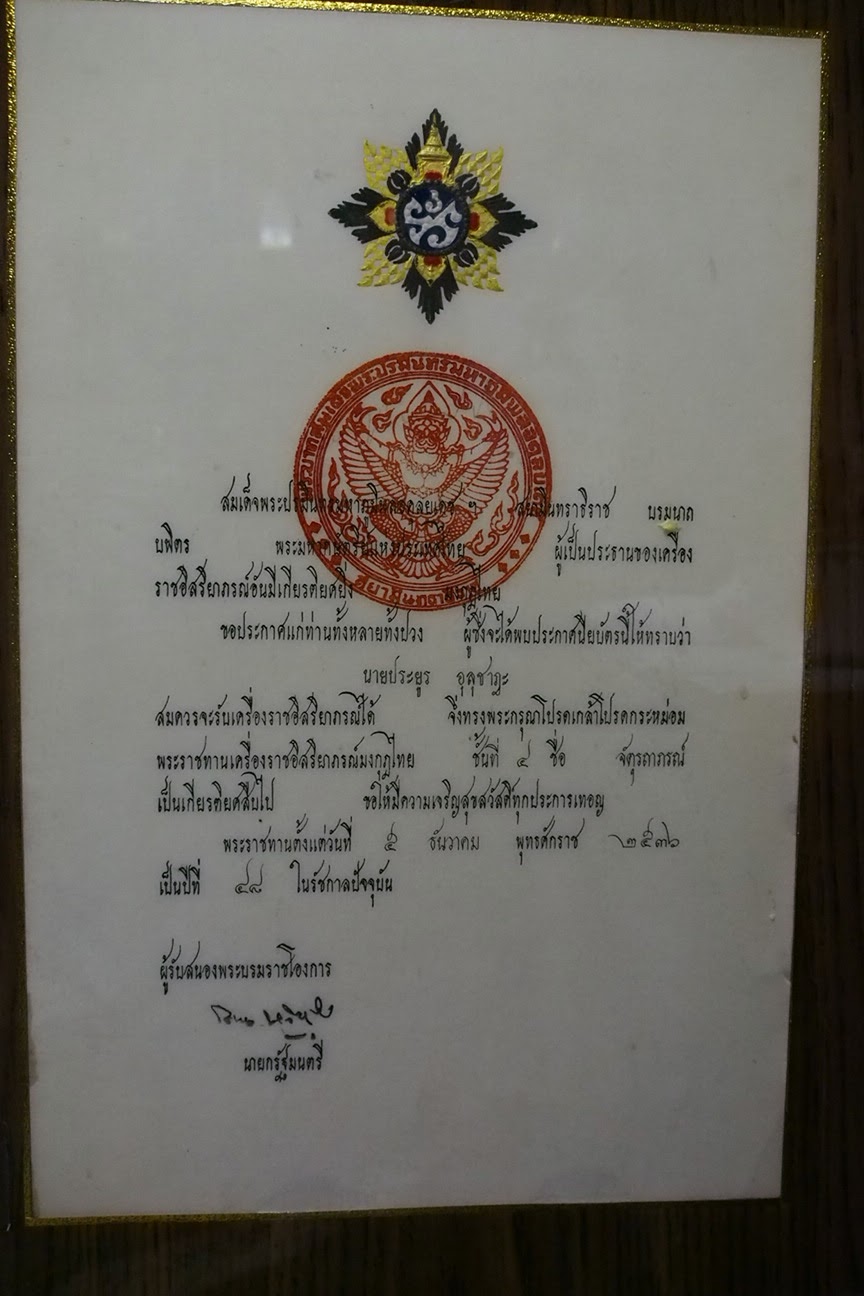 สมเด็จพระปรมินทรมหาภูมิพลอดุลยเดช ฯ สยามินทราธิราช บรมนาถ
บพิตร พระมหากษัตริย์แห่งประเทศไทย ผู้เป็นประธานของเครื่อง
ราชอิสริยาภรณ์อันมีเกียรติยศยิ่ง มงกุฎไทย
ขอประกาศแก่ท่านทั้งหลายทั้งปวง ผู้ซึ่งจะได้พบประกาศนียบัตรนี้ให้ทราบว่า
นายประยูร อุลุชาฎะ
สมควรจะรับเครื่องราชอิสริยาภรณ์ได้ จึ่งทรงพระกรุณาโปรดเกล้าโปรดกระหม่อม
พระราชทานเครื่องราชอิสริยาภรณ์มงกุฎไทย ชั้นที่ ๔ ชื่อ จัตุรถาภรณ์
เป็นเกียรติยศสืบไป ขอให้มีความเจริญสุขสวัสดิ์ทุกประการเทอญ
พระราชทานตั้งแต่วันที่ ๕ ธันวาคม พุทธศักราช ๒๕๓๖
เป็นปีที่ ๔๘ ในรัชกาลปัจจุบัน
ผู้รับสนองพระบรมราชโองการ
นายกรัฐมนตรี